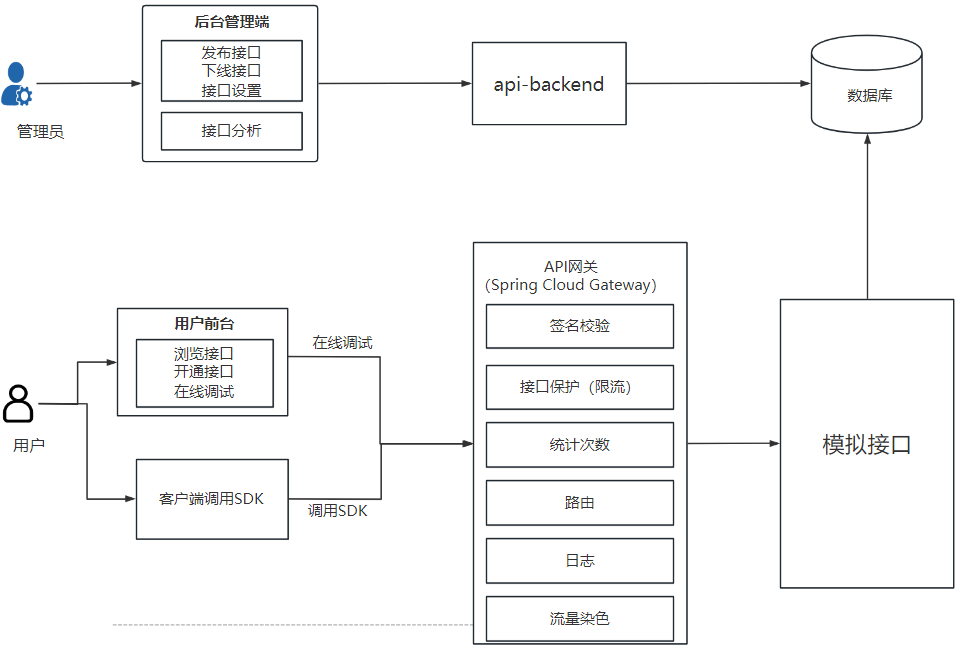 后台管理端
发布接口
下线接口
接口设置
接口分析
管理员
api-backend
数据库
API网关
（Spring Cloud Gateway）
签名校验
接口保护（限流）
统计次数
路由
日志
流量染色
用户前台
浏览接口
开通接口
在线调试
在线调试
用户
客户端调用SDK
调用SDK
模拟接口